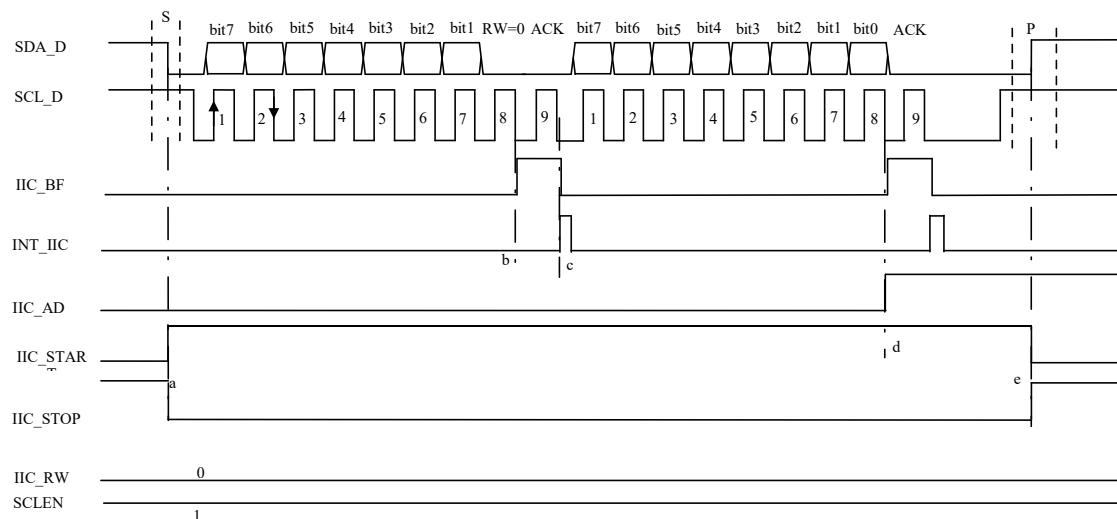 S bit7 bit6 bit5 bit4 bit3 bit2 bit1 RW=0 ACK bit7 bit6 bit5 bit4 bit3 bit2 bit1 bit0 ACK P
SDA_D
SCL_D
1 2 3 4 5 6 7 8 9 1 2 3 4 5 6 7 8 9
IIC_BF
INT_IIC
b c
IIC_AD
d
IIC_STAR
a e
IIC_STOP
IIC_RW 0
SCLEN
1